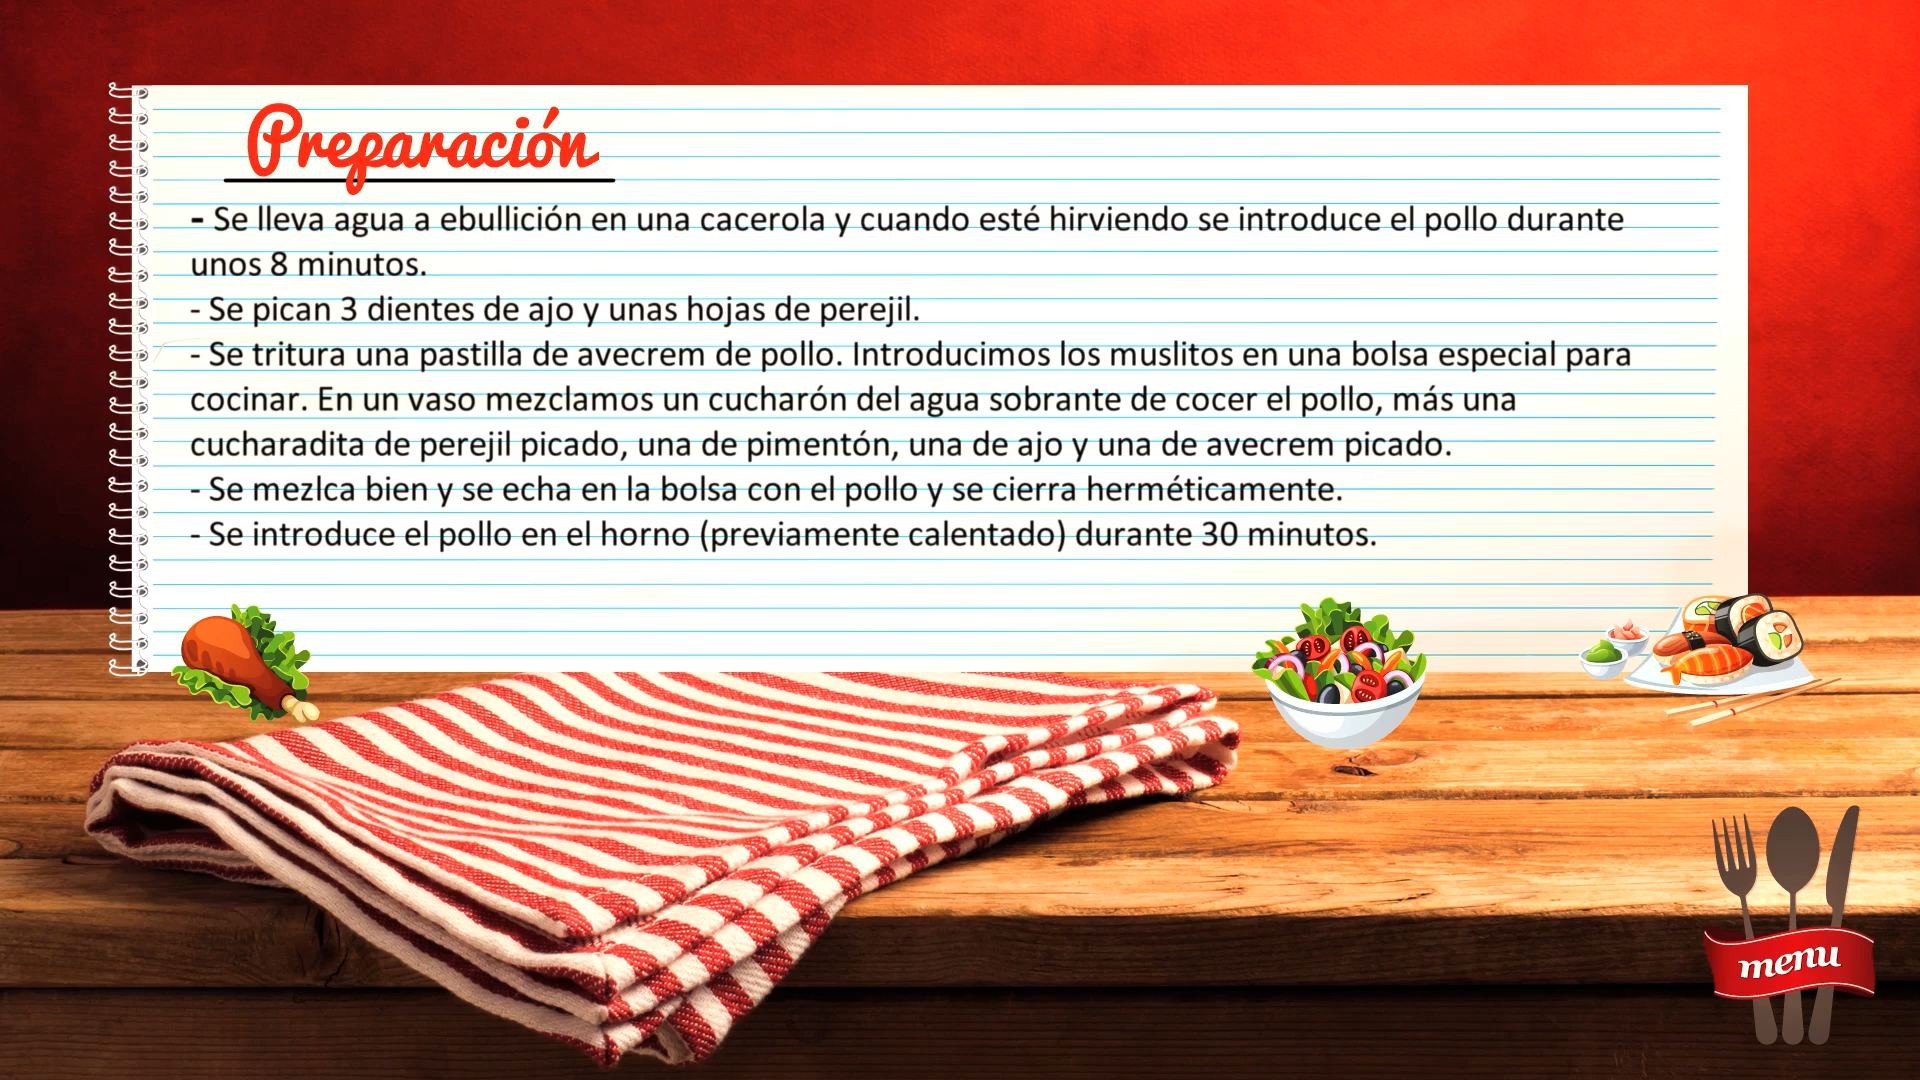 Preparación
- Se lleva agua a ebullición en una cacerola y cuando esté hirviendo se introduce el pollo durante
unos 8 minutos.
- Se pican 3 dientes de ajo y unas hojas de perejil.
- Se tritura una pastilla de avecrem de pollo. Introducimos los muslitos en una bolsa especial para
cocinar. En un vaso mezclamos un cucharón del agua sobrante de cocer el pollo, más una
cucharadita de perejil picado, una de pimentón, una de ajo y una de avecrem picado.
- Se mezlca bien y se echa en la bolsa con el pollo y se cierra herméticamente.
- Se introduce el pollo en el horno (previamente calentado) durante 30 minutos.
menu